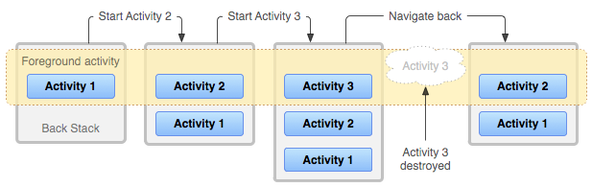 Start Activity 2
Start Activity 3
Navigate back
Foreground activity
Activity 1
Activity 2
Activity 3
Activity 3
Activity 2
Back Stack
Activity 1
Activity 2
Activity 1
Activity 1
Activity 3
destroyed